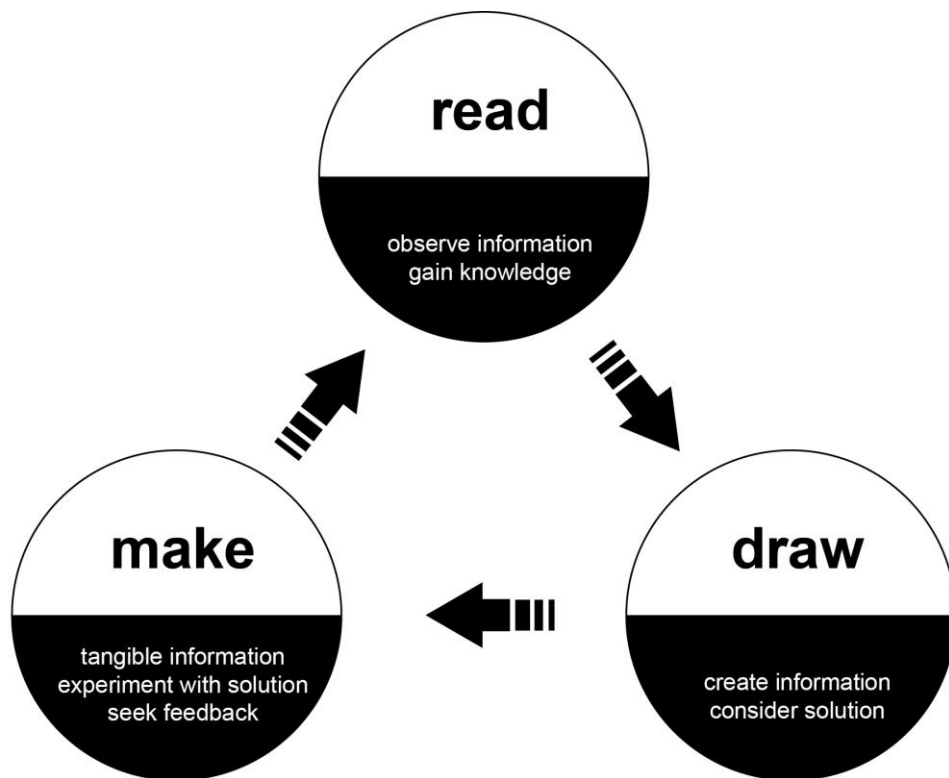 read
observe information
gain knowledge
make
tangible information
experiment with solution
seek feedback
draw
create information
consider solution